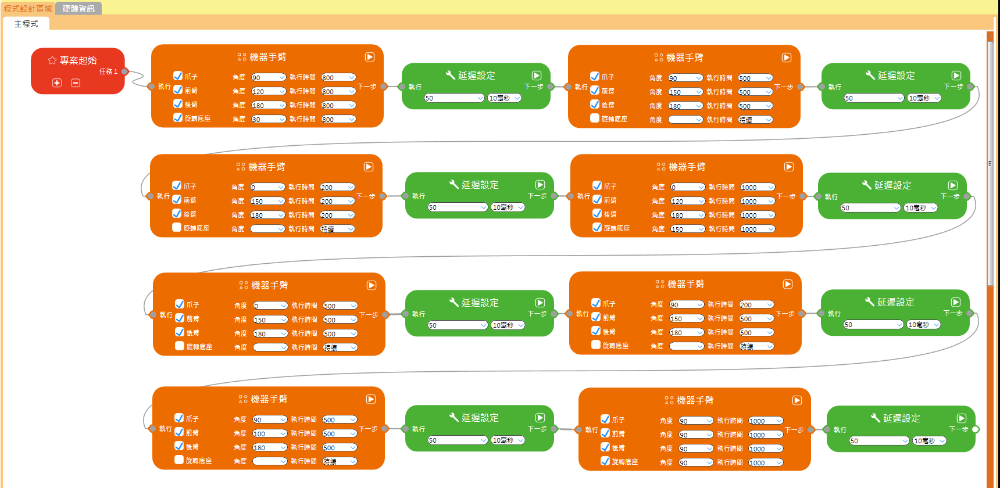 程式設計區域 硬體資訊
主程式
專案起始
任務 1
機器手臂
執行 下一步
爪子 角度 90 執行時間 800
前臂 角度 120 執行時間 800
後臂 角度 180 執行時間 800
旋轉底座 角度 30 執行時間 800
延遲設定
執行 下一步
50 10毫秒
機器手臂
執行 下一步
爪子 角度 90 執行時間 500
前臂 角度 150 執行時間 500
後臂 角度 180 執行時間 500
旋轉底座 角度 執行時間 持續
延遲設定
執行 下一步
50 10毫秒
機器手臂
執行 下一步
爪子 角度 0 執行時間 200
前臂 角度 150 執行時間 200
後臂 角度 180 執行時間 200
旋轉底座 角度 執行時間 持續
延遲設定
執行 下一步
50 10毫秒
機器手臂
執行 下一步
爪子 角度 0 執行時間 1000
前臂 角度 120 執行時間 1000
後臂 角度 180 執行時間 1000
旋轉底座 角度 150 執行時間 1000
延遲設定
執行 下一步
50 10毫秒
機器手臂
執行 下一步
爪子 角度 0 執行時間 500
前臂 角度 150 執行時間 500
後臂 角度 180 執行時間 500
旋轉底座 角度 執行時間 持續
延遲設定
執行 下一步
50 10毫秒
機器手臂
執行 下一步
爪子 角度 90 執行時間 200
前臂 角度 150 執行時間 500
後臂 角度 180 執行時間 500
旋轉底座 角度 執行時間 持續
延遲設定
執行 下一步
50 10毫秒
機器手臂
執行 下一步
爪子 角度 90 執行時間 500
前臂 角度 100 執行時間 500
後臂 角度 180 執行時間 500
旋轉底座 角度 執行時間 持續
延遲設定
執行 下一步
50 10毫秒
機器手臂
執行 下一步
爪子 角度 90 執行時間 1000
前臂 角度 90 執行時間 1000
後臂 角度 90 執行時間 1000
旋轉底座 角度 90 執行時間 1000
延遲設定
執行 下一步
50 10毫秒